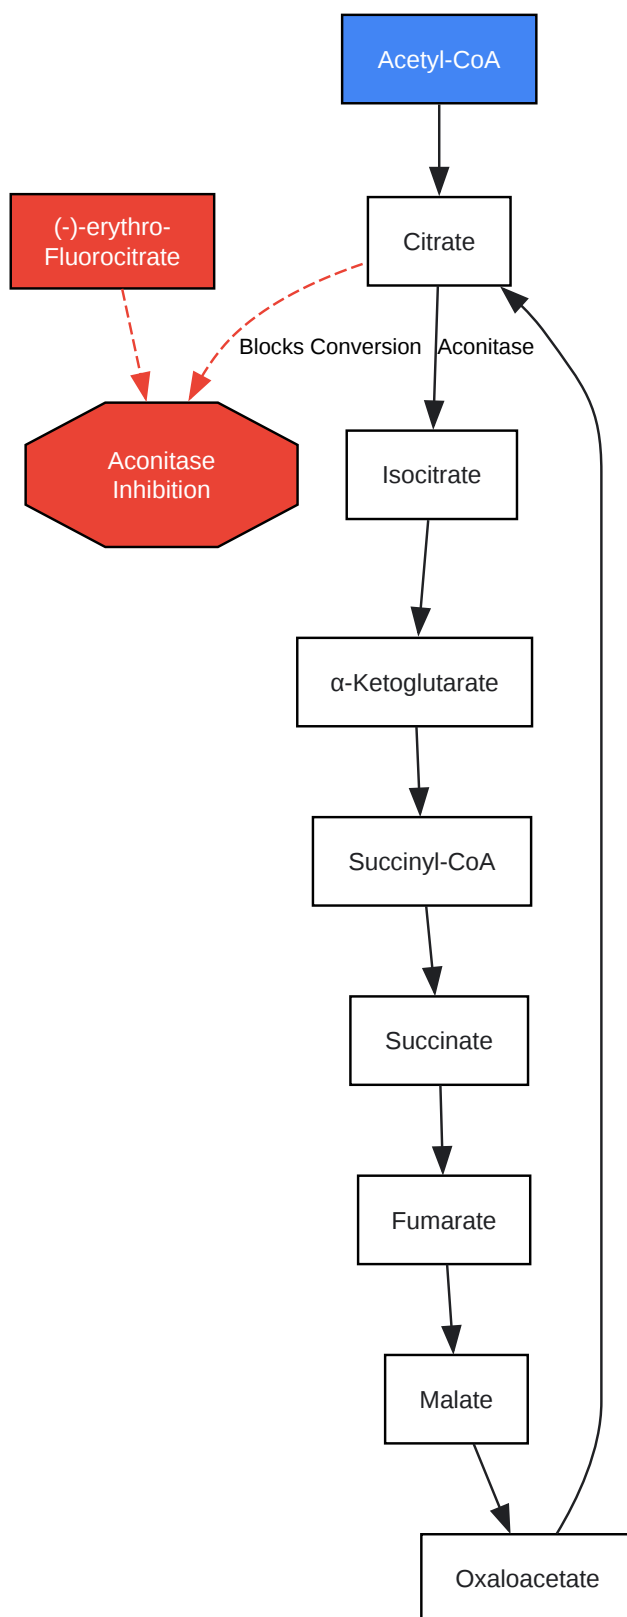 Acetyl-CoA
(-)-erythro-
Fluorocitrate
Citrate
Blocks Conversion
Aconitase
Aconitase
Inhibition
Isocitrate
α-Ketoglutarate
Succinyl-CoA
Succinate
Fumarate
Malate
Oxaloacetate